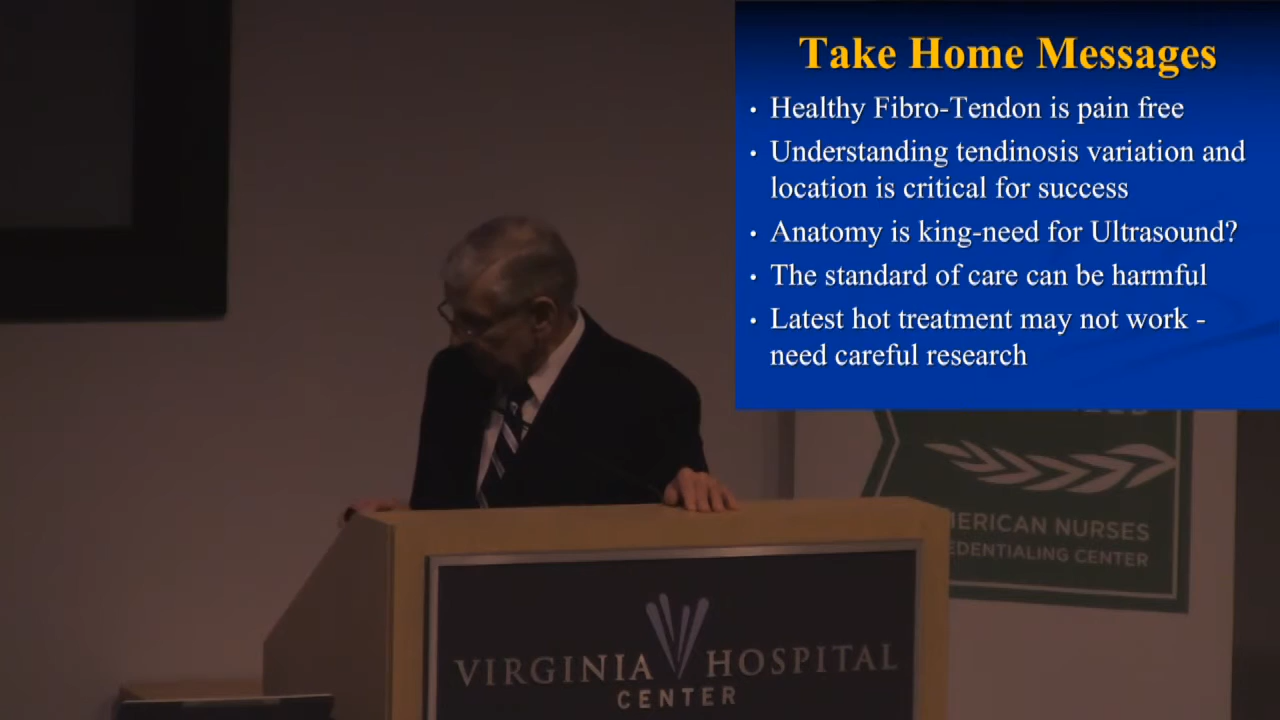 Take Home Messages
• Healthy Fibro-Tendon is pain free
• Understanding tendinosis variation and
location is critical for success
• Anatomy is king-need for Ultrasound?
• The standard of care can be harmful
• Latest hot treatment may not work -
need careful research
NURSES
CENTER
VIRGINIA HOSPITAL
CENTER